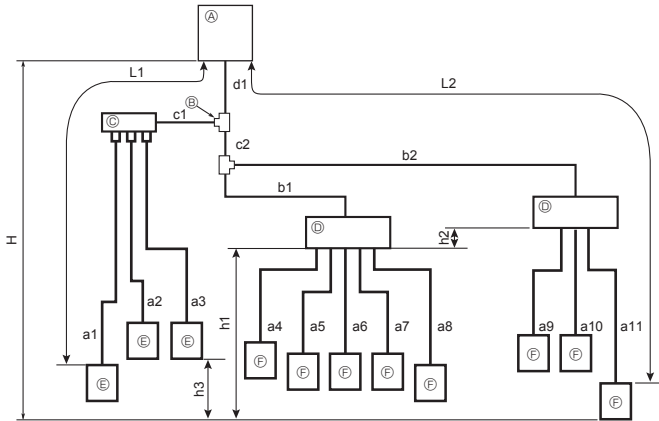 Ⓐ
L1
d1
L2
Ⓑ
Ⓒ
c1
c2
b2
b1
Ⓓ
Ⓓ
h2
H
h1
a1
a2
a3
a4
a5
a6
a7
a8
a9
a10
a11
Ⓔ
Ⓔ
Ⓔ
h3
Ⓕ
Ⓕ
Ⓕ
Ⓕ
Ⓕ
Ⓕ
Ⓕ
Ⓕ